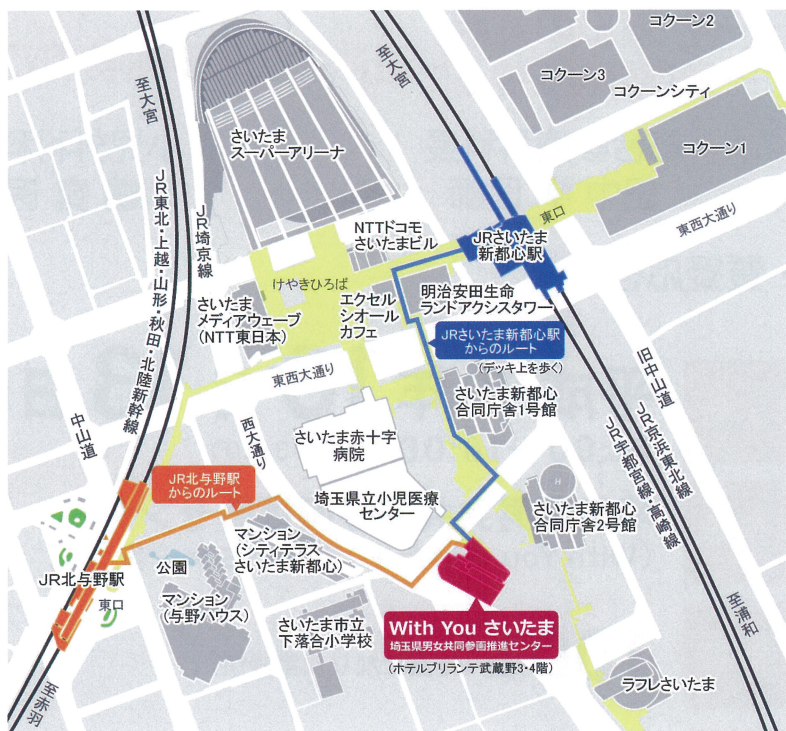 コクーン2
コクーン3
コクーンシティ
コクーン1
至大宮
至大宮
さいたま
スーパーアリーナ
JR東北・上越・山形・秋田・北陸新幹線
JR埼京線
NTTドコモ
さいたまビル
JRさいたま
新都心駅
東口
東西大通り
けやきひろば
さいたま
メディアウェーブ
(NTT東日本)
エクセル
シオール
カフェ
明治安田生命
ランドアクシスタワー
JRさいたま新都心駅
からのルート
(デッキ上を歩く)
東西大通り
さいたま新都心
合同庁舎1号館
旧中山道
JR京浜東北線
JR宇都宮線・高崎線
中山道
西大通り
さいたま赤十字
病院
JR北与野駅
からのルート
埼玉県立小児医療
センター
H
さいたま新都心
合同庁舎2号館
マンション
(シティテラス
さいたま新都心)
公園
JR北与野駅
東口
マンション
(与野ハウス)
さいたま市立
下落合小学校
With You さいたま
埼玉県男女共同参画推進センター
(ホテルブリランテ武蔵野3・4階)
至浦和
ラフレさいたま
至赤羽